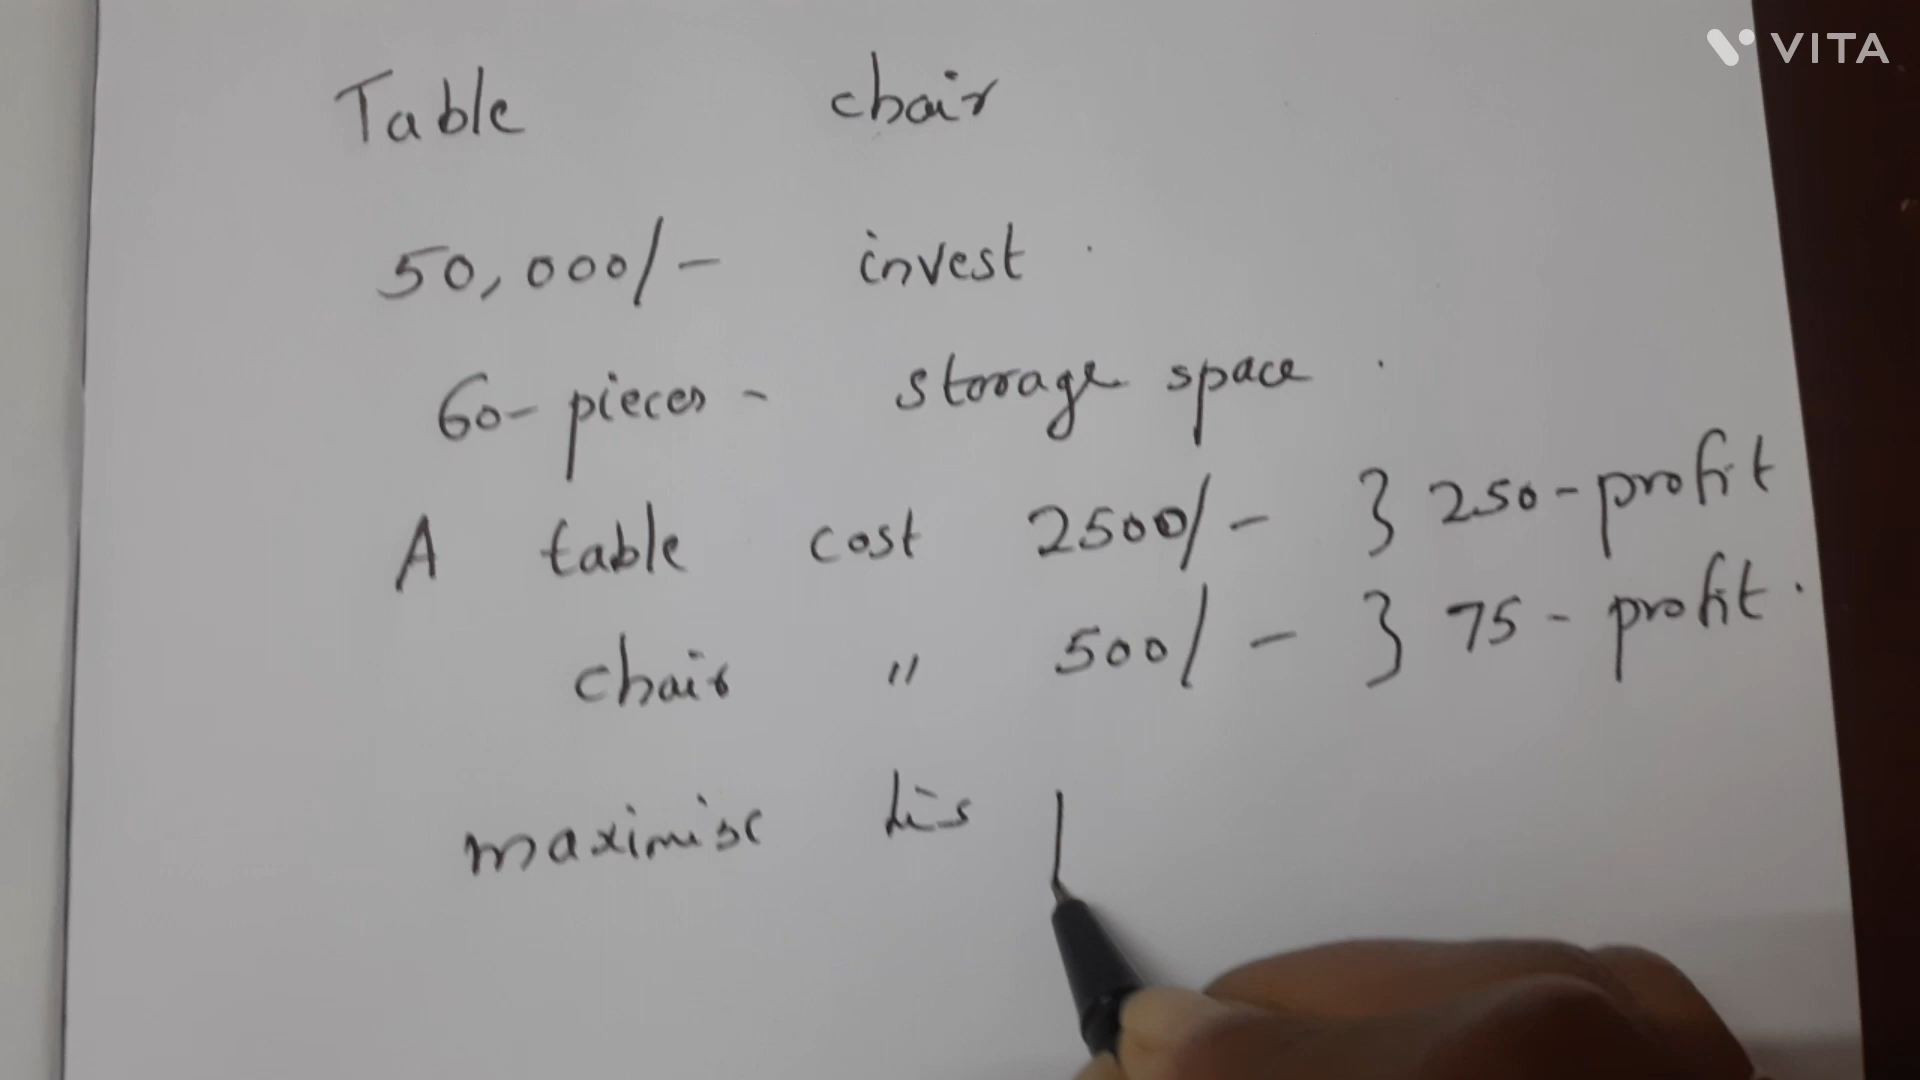 VITA
Table chair
50,000/- invest.
60-pieces - storage space.
A table cost 2500/- } 250-profit
chair " 500/- } 75-profit.
maximise his